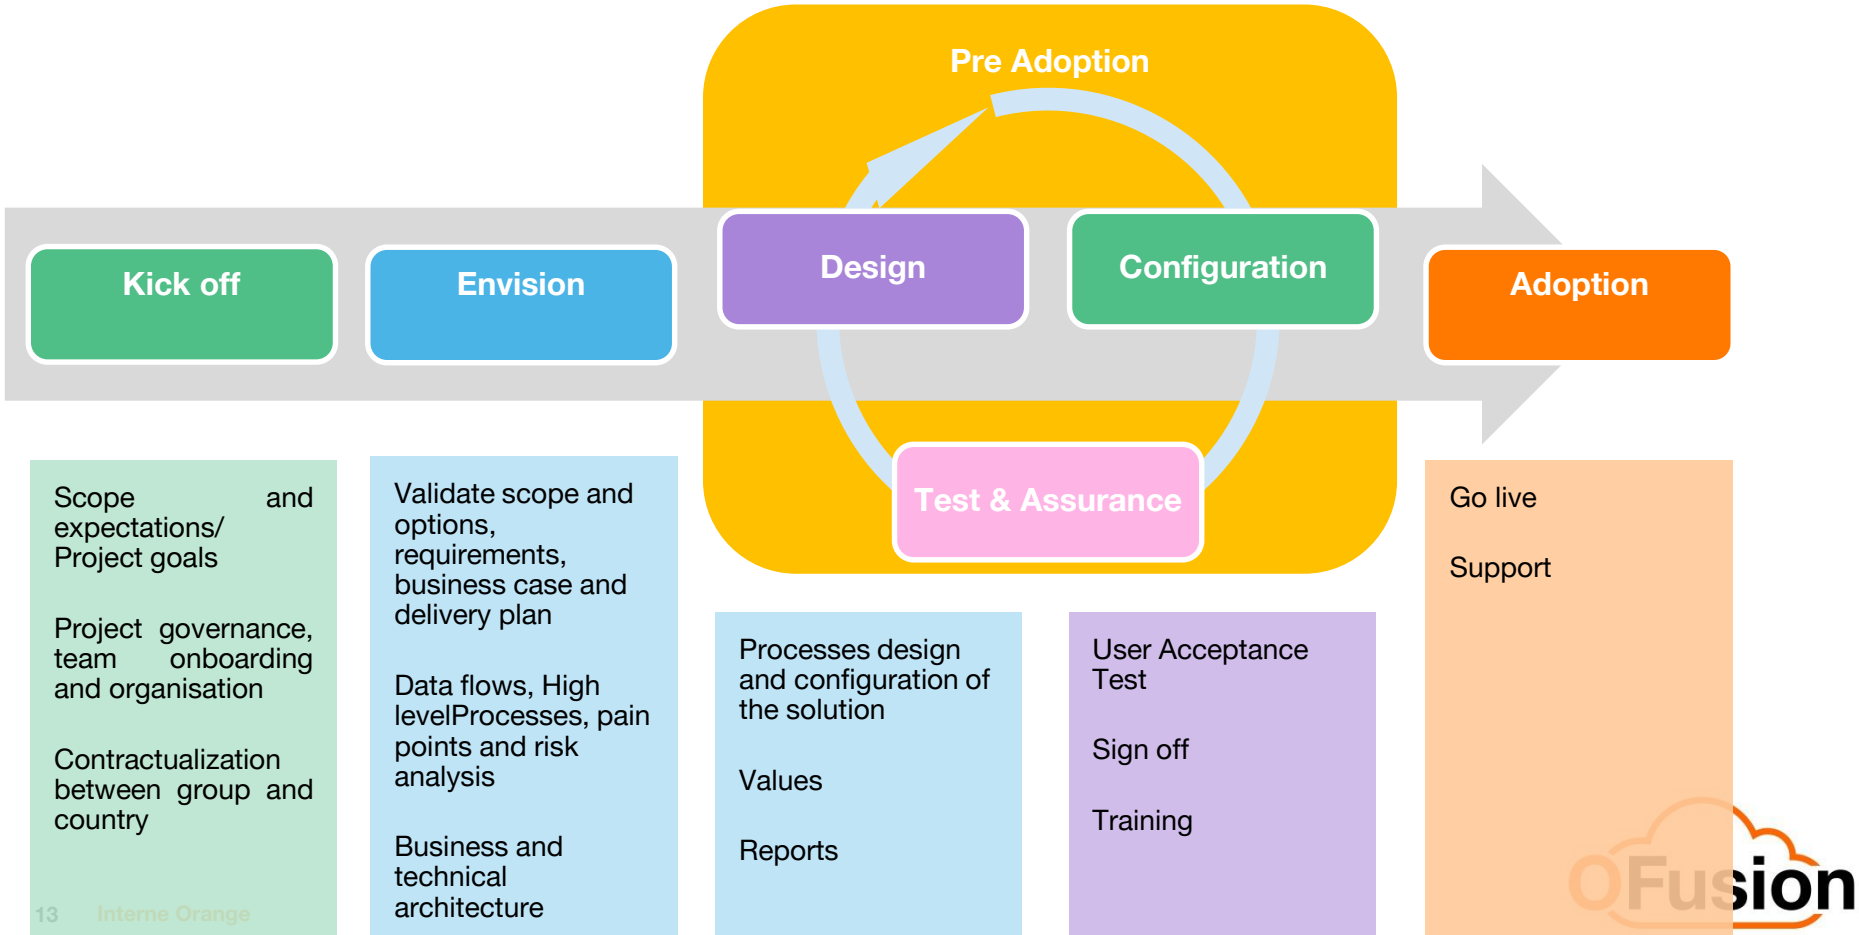 Pre Adoption
Kick off
Envision
Design
Configuration
Adoption
Test & Assurance
Scope and
expectations/
Project goals
Project governance,
team onboarding
and organisation
Contractualization
between group and
country
Validate scope and
options,
requirements,
business case and
delivery plan
Data flows, High
levelProcesses, pain
points and risk
analysis
Business and
technical
architecture
Processes design
and configuration of
the solution
Values
Reports
User Acceptance
Test
Sign off
Training
Go live
Support
13 Interne Orange
OFusion